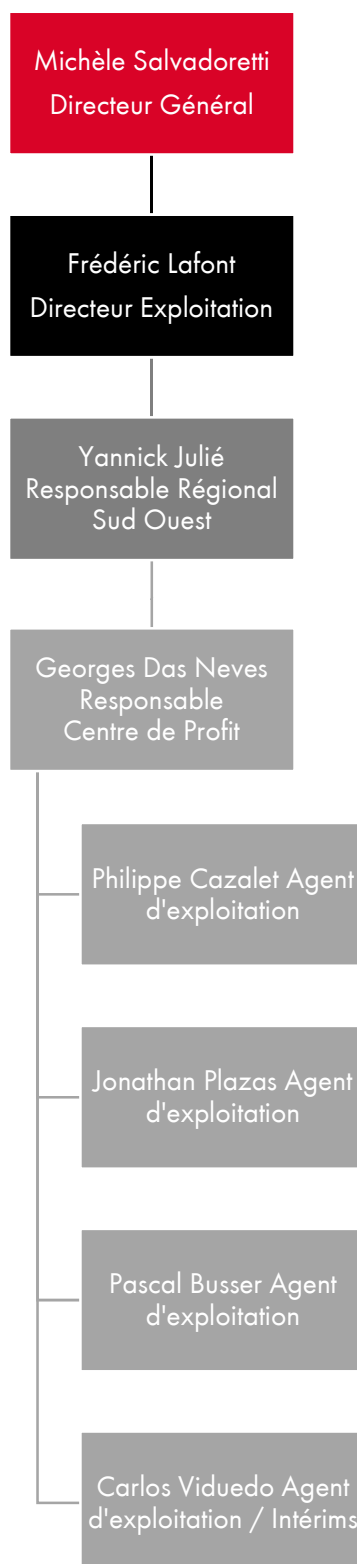 Michèle Salvadoretti
Directeur Général
Frédéric Lafont
Directeur Exploitation
Yannick Julié
Responsable Régional
Sud Ouest
Georges Das Neves
Responsable
Centre de Profit
Philippe Cazalet Agent
d'exploitation
Jonathan Plazas Agent
d'exploitation
Pascal Busser Agent
d'exploitation
Carlos Viduedo Agent
d'exploitation / Intérims